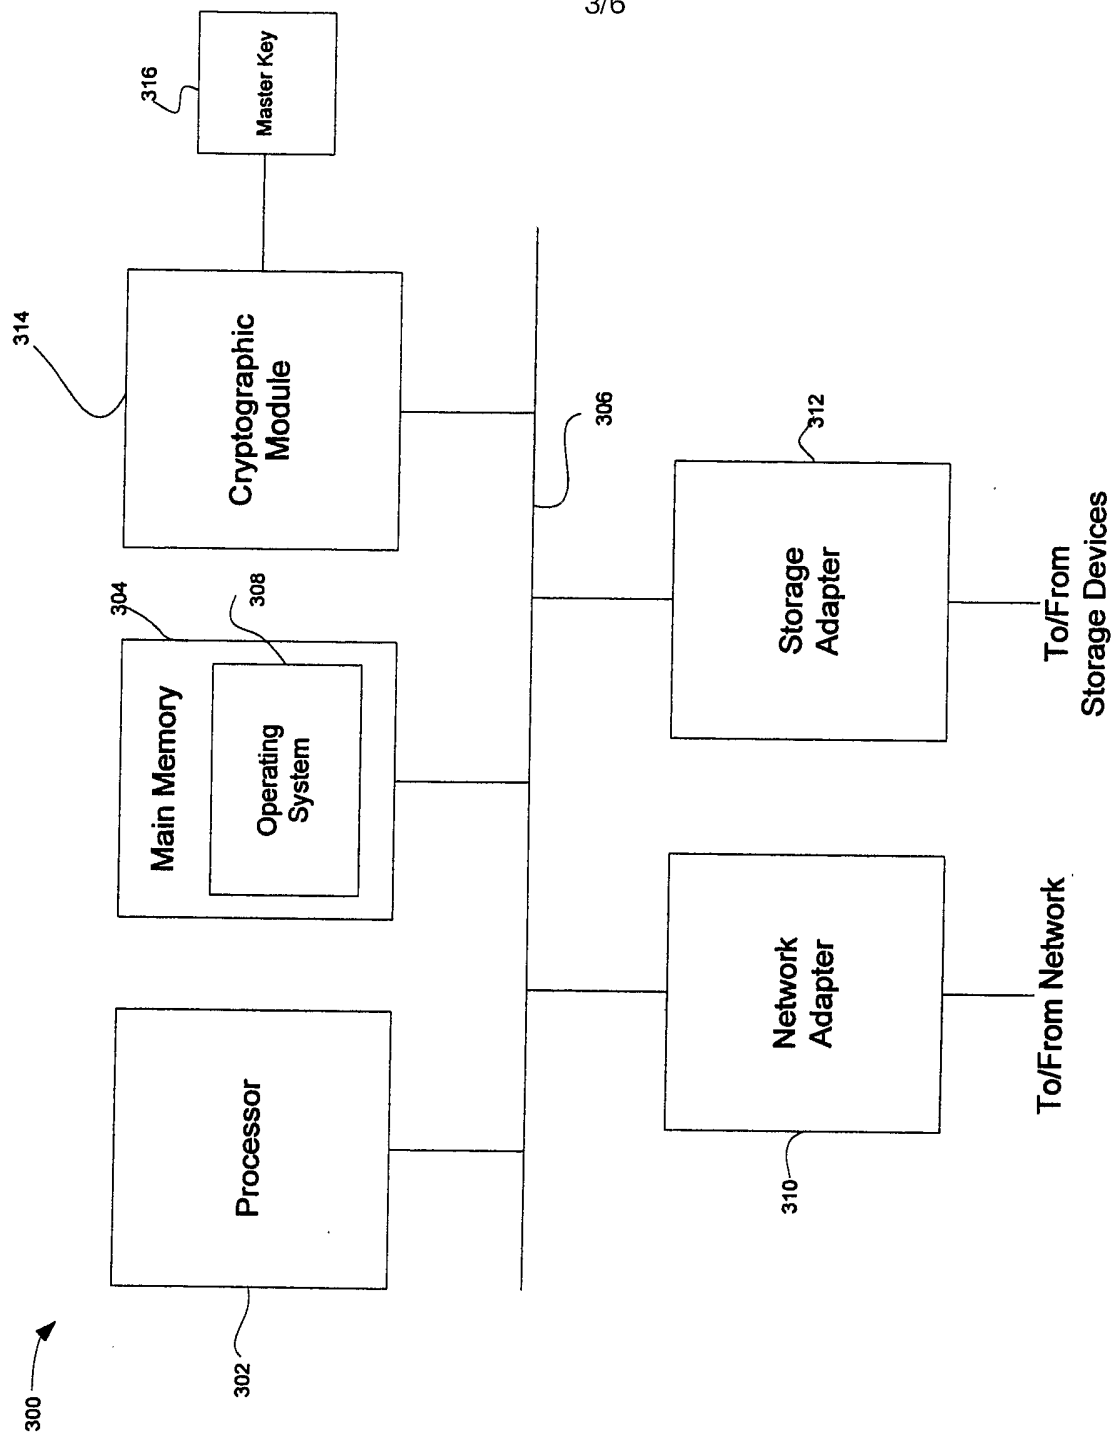 3/6
300
302
Processor
304
Main Memory
308
Operating
System
314
Cryptographic
Module
316
Master Key
306
310
Network
Adapter
To/From Network
312
Storage
Adapter
To/From
Storage Devices